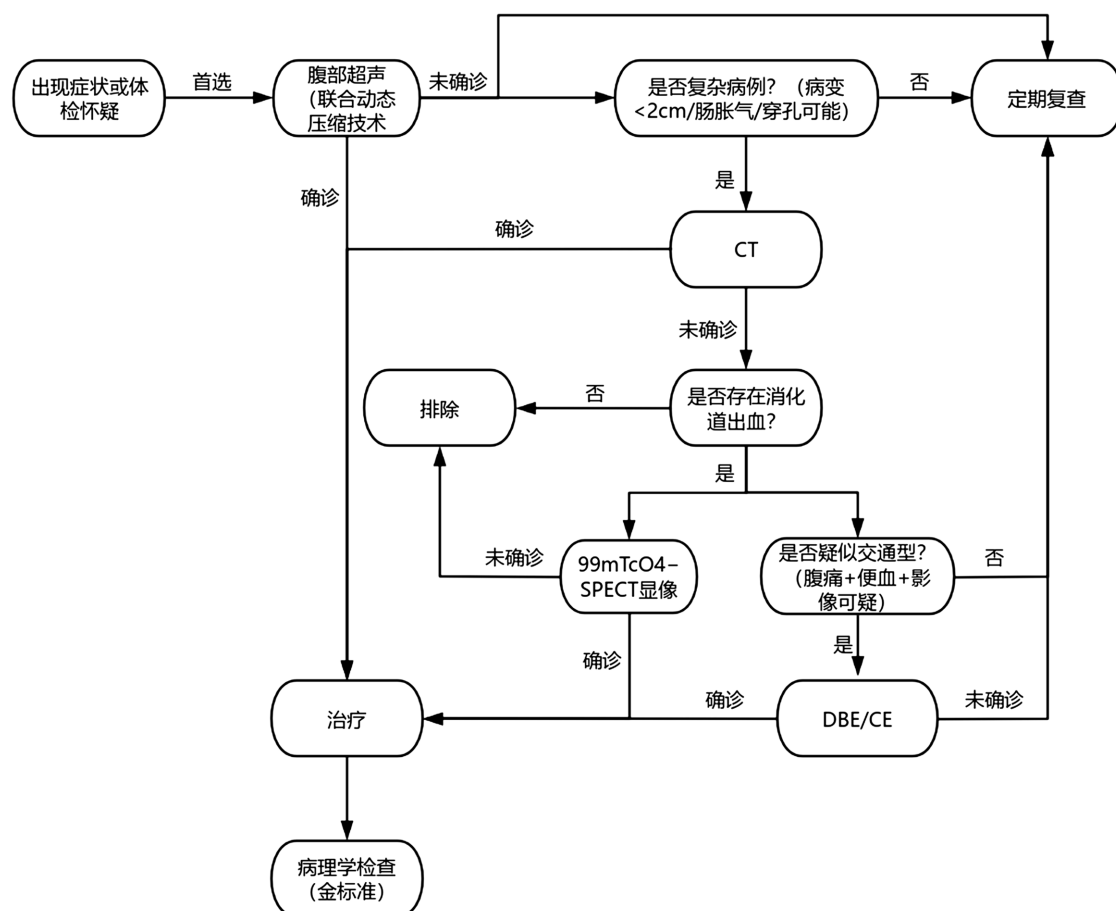 出现症状或体
检怀疑
首选
腹部超声
（联合动态
压缩技术
未确诊
是否复杂病例？（病变
<2cm/肠胀气/穿孔可能）
否
定期复查
确诊
是
确诊
CT
未确诊
排除
否
是否存在消化
道出血？
是
未确诊
99mTcO4-
SPECT显像
是否疑似交通型？
（腹痛+便血+影
像可疑）
否
确诊
是
治疗
确诊
DBE/CE
未确诊
病理学检查
（金标准）